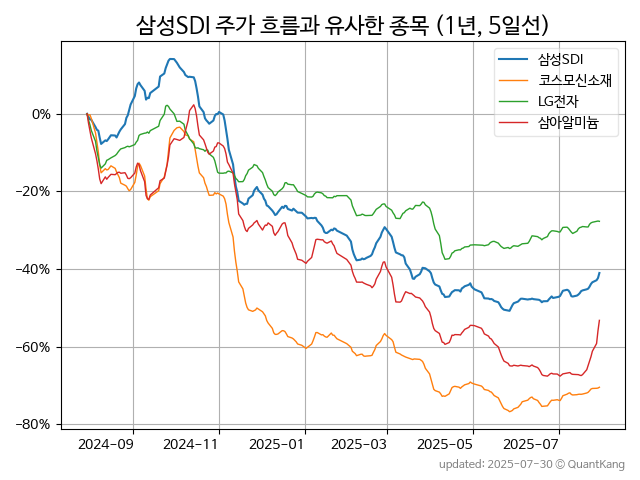 삼성SDI 주가 흐름과 유사한 종목 (1년, 5일선)
삼성SDI
코스모신소재
LG전자
삼아알미늄
0%
−20%
−40%
−60%
−80%
2024-09
2024-11
2025-01
2025-03
2025-05
2025-07
updated: 2025-07-30 © QuantKang